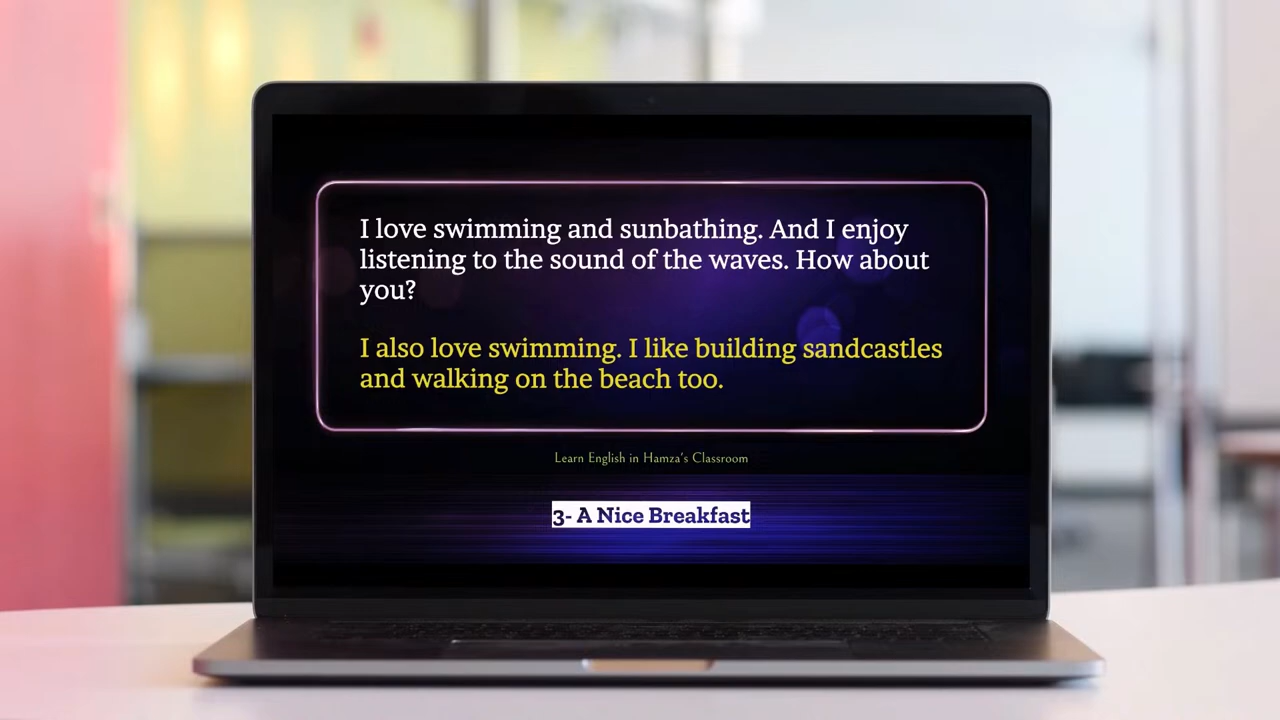 I love swimming and sunbathing. And I enjoy
listening to the sound of the waves. How about
you?
I also love swimming. I like building sandcastles
and walking on the beach too.
Learn English in Hamza's Classroom
3- A Nice Breakfast